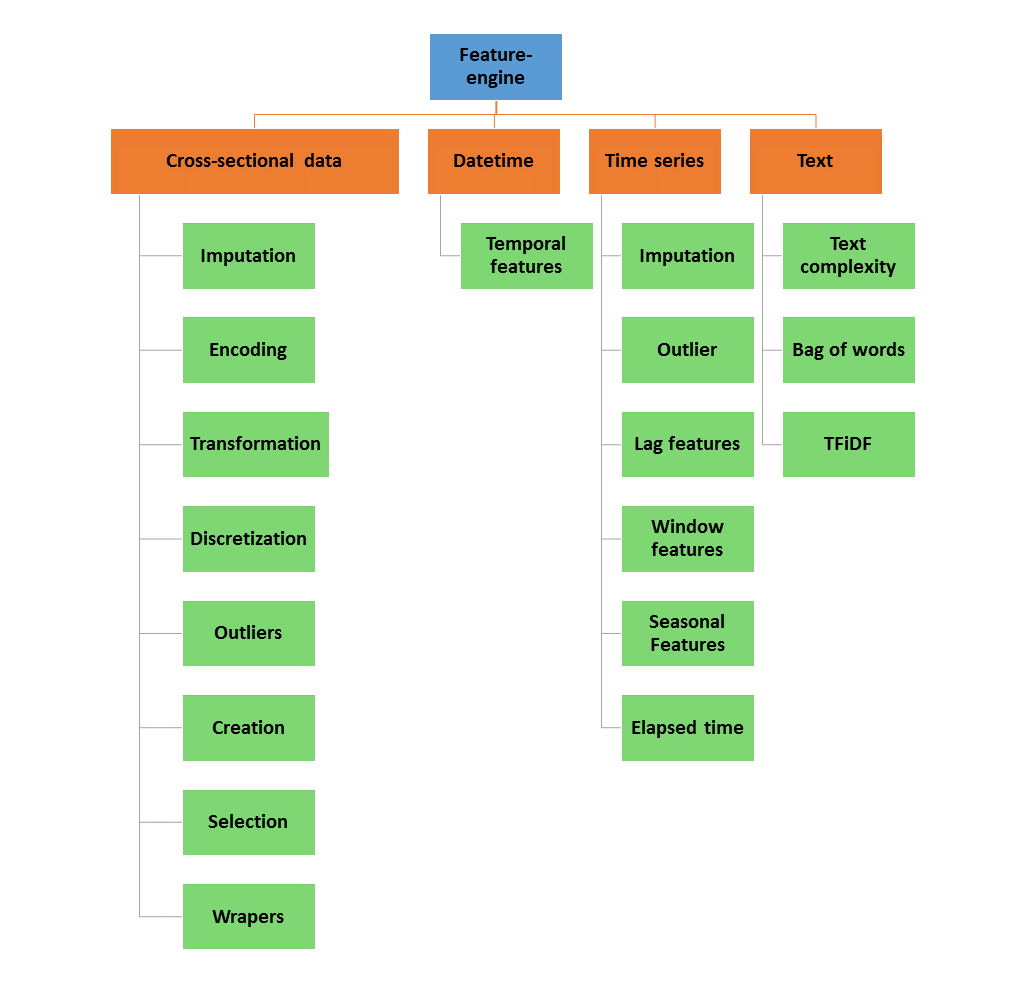 Feature-
engine
Cross-sectional data
Datetime
Time series
Text
Imputation
Encoding
Transformation
Discretization
Outliers
Creation
Selection
Wrapers
Temporal
features
Imputation
Outlier
Lag features
Window
features
Seasonal
Features
Elapsed time
Text
complexity
Bag of words
TFiDF